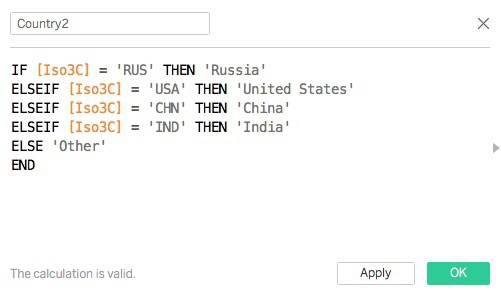 Country2
IF [Iso3C] = 'RUS' THEN 'Russia'
ELSEIF [Iso3C] = 'USA' THEN 'United States'
ELSEIF [Iso3C] = 'CHN' THEN 'China'
ELSEIF [Iso3C] = 'IND' THEN 'India'
ELSE 'Other'
END
The calculation is valid.
Apply
OK